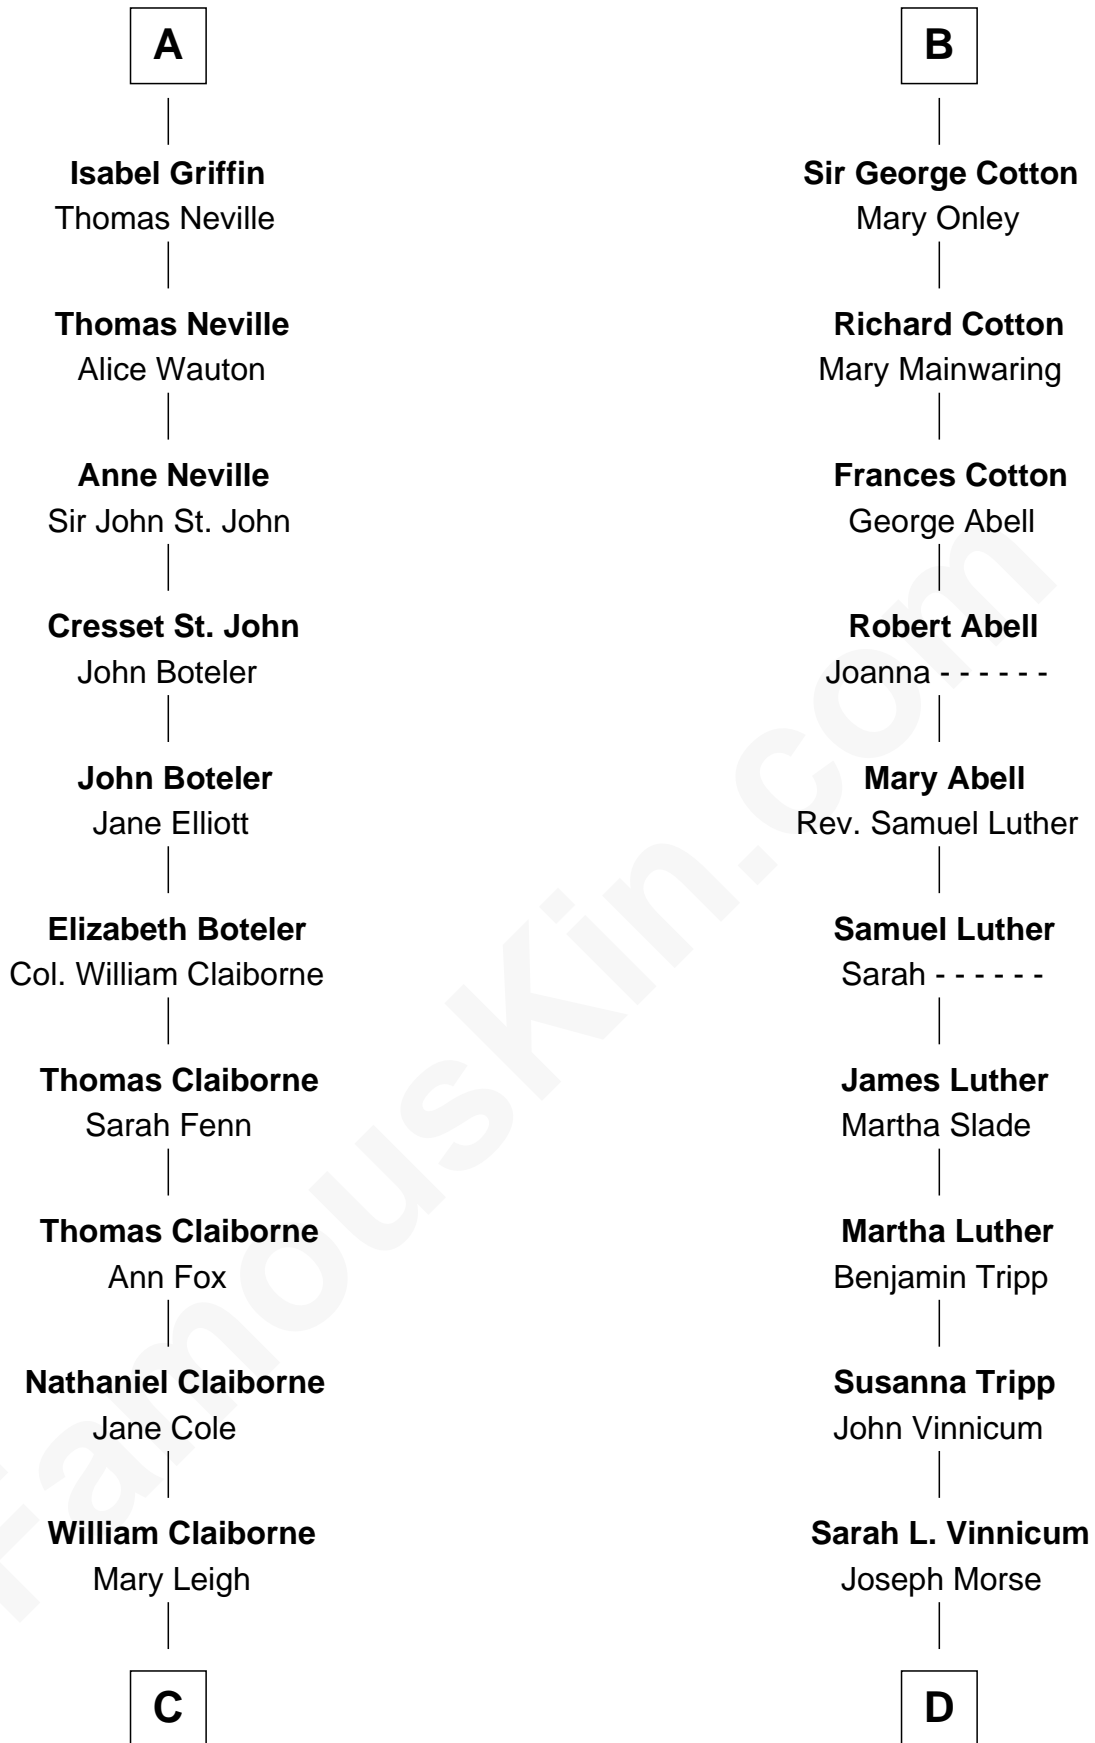 A
Isabel Griffin
Thomas Neville
Thomas Neville
Alice Wauton
Anne Neville
Sir John St. John
Cresset St. John
John Boteler
John Boteler
Jane Elliott
Elizabeth Boteler
Col. William Claiborne
Thomas Claiborne
Sarah Fenn
Thomas Claiborne
Ann Fox
Nathaniel Claiborne
Jane Cole
William Claiborne
Mary Leigh
C
B
Sir George Cotton
Mary Onley
Richard Cotton
Mary Mainwaring
Frances Cotton
George Abell
Robert Abell
Joanna - - - - - -
Mary Abell
Rev. Samuel Luther
Samuel Luther
Sarah - - - - - -
James Luther
Martha Slade
Martha Luther
Benjamin Tripp
Susanna Tripp
John Vinnicum
Sarah L. Vinnicum
Joseph Morse
D
FamousKin.com